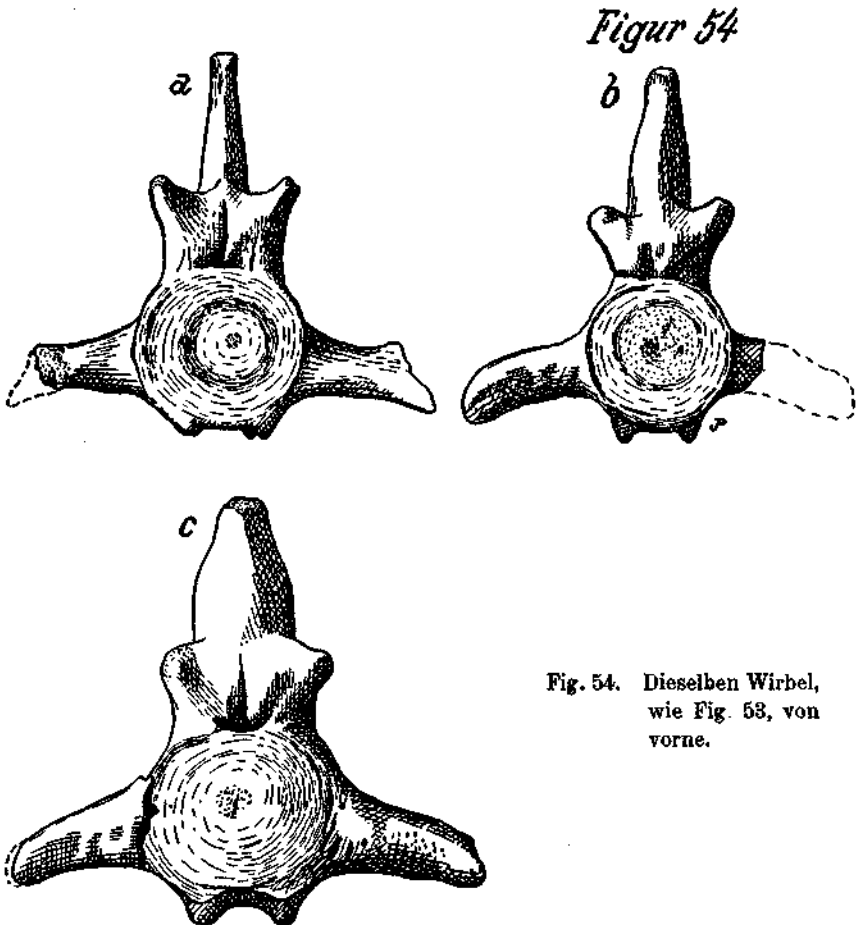 Figur 54
a
b
c
Fig. 54. Dieselben Wirbel,
wie Fig. 53, von
vorne.